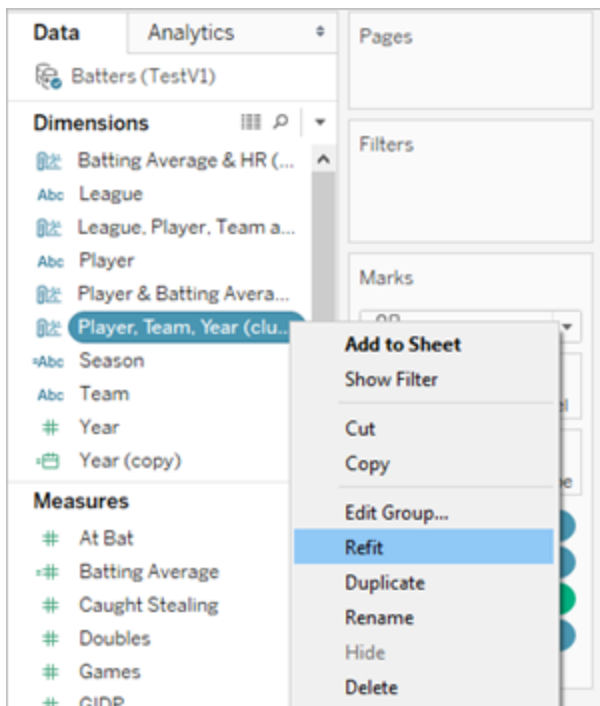 Data
Analytics
Pages
Batters (TestV1)
Dimensions
Filters
Batting Average & HR (...
Abc League
League, Player, Team a...
Abc Player
Player & Batting Avera...
Marks
Player, Team, Year (clu...
=Abc Season
Abc Team
# Year
Year (copy)
Measures
# At Bat
=# Batting Average
# Caught Stealing
# Doubles
# Games
# GIDP
Add to Sheet
Show Filter
Cut
Copy
Edit Group...
Refit
Duplicate
Rename
Hide
Delete